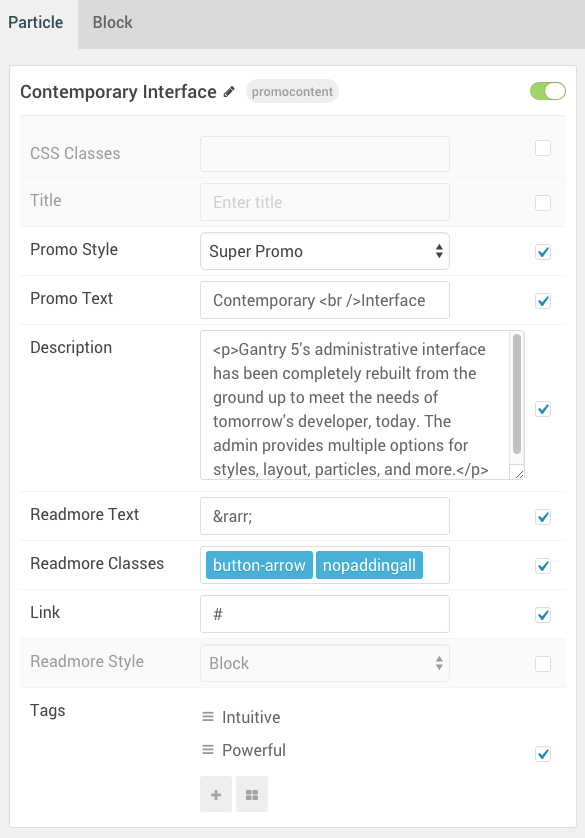 Particle Block
Contemporary Interface promocontent
CSS Classes
Title Enter title
Promo Style Super Promo
Promo Text Contemporary <br />Interface
Description <p>Gantry 5's administrative interface
has been completely rebuilt from the
ground up to meet the needs of
tomorrow's developer, today. The
admin provides multiple options for
styles, layout, particles, and more.</p>
Readmore Text &rarr;
Readmore Classes button-arrow nopaddingall
Link #
Readmore Style Block
Tags
Intuitive
Powerful